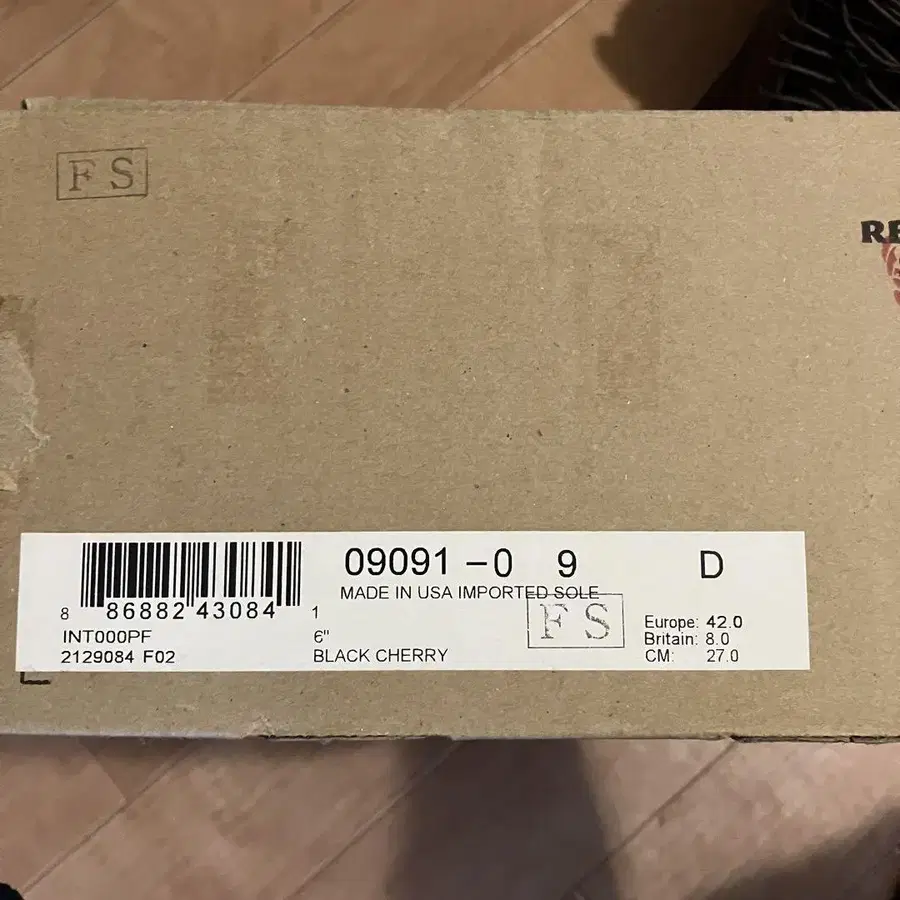 FS
RE
09091 -0 9 D
MADE IN USA IMPORTED SOLE
8 86882 43084 1
INT000PF
2129084 F02
6"
BLACK CHERRY
FS
Europe: 42.0
Britain: 8.0
CM: 27.0